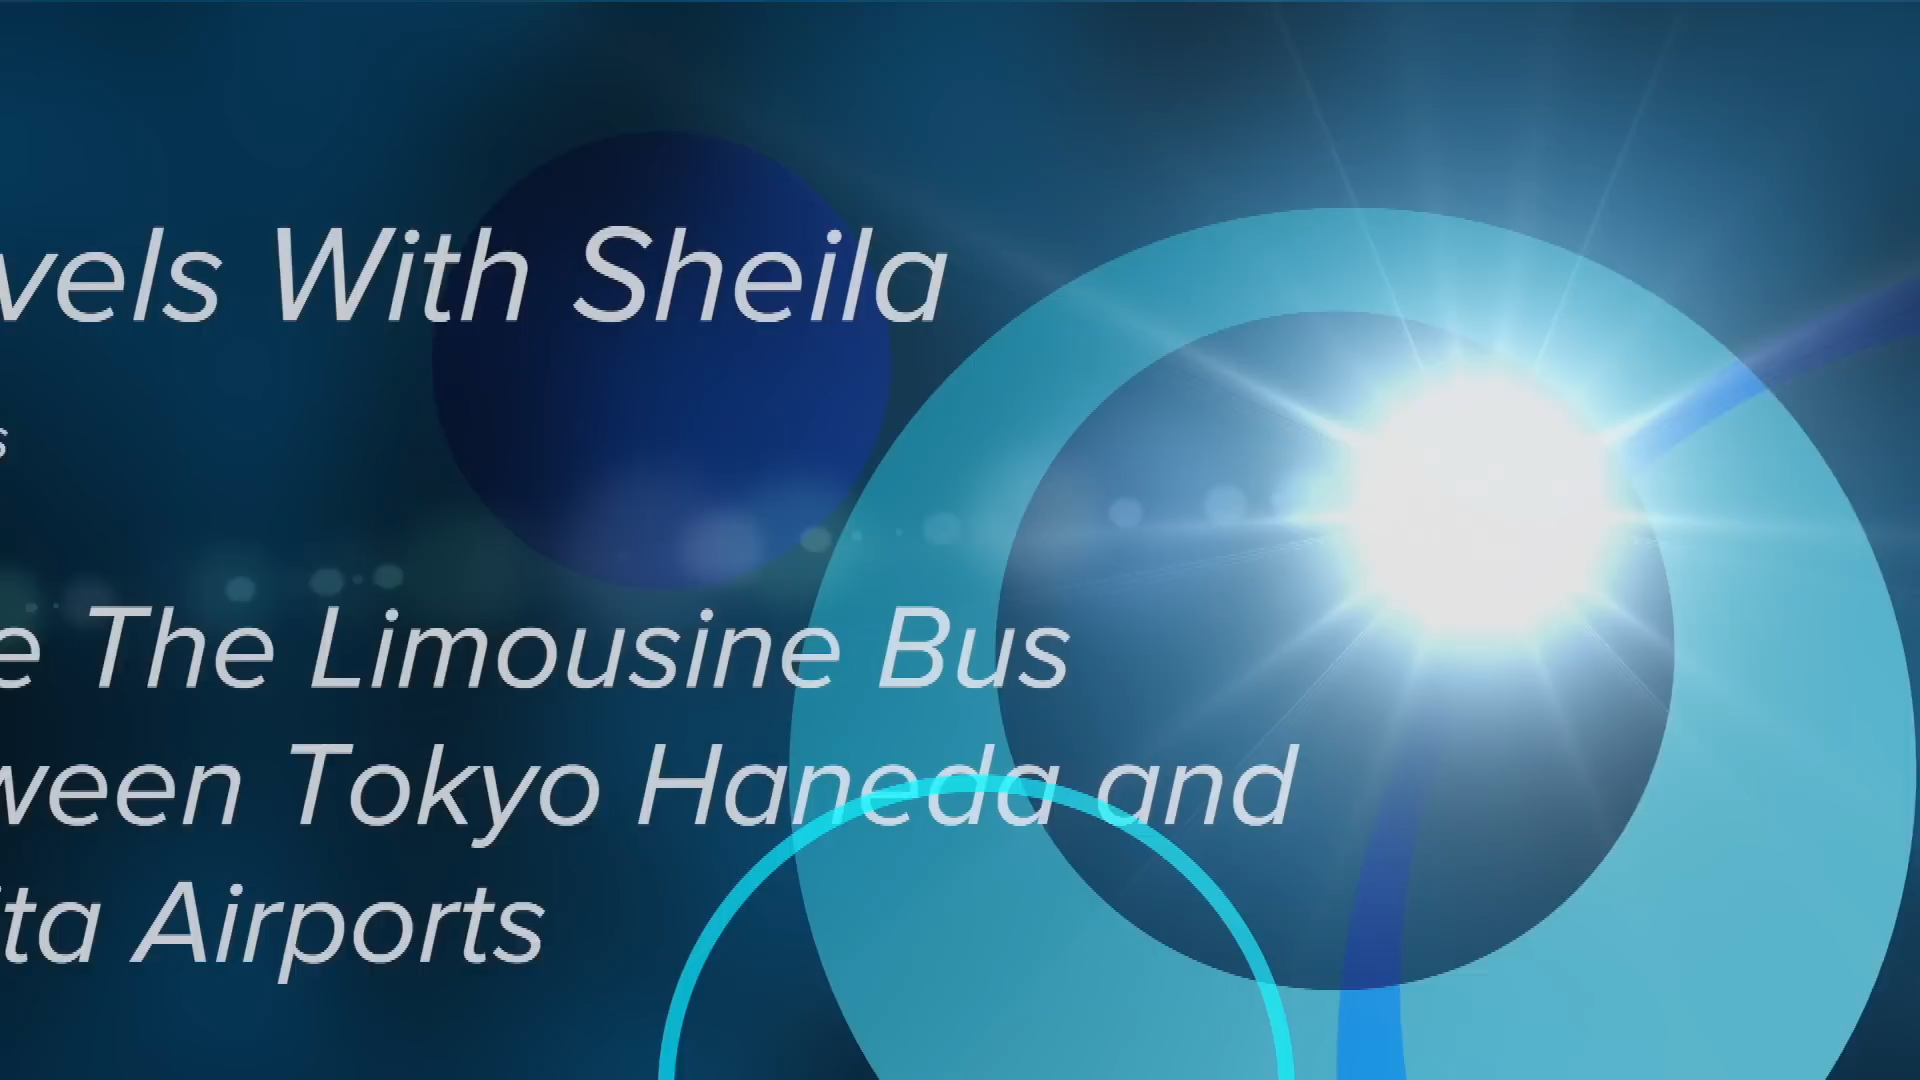 vels With Sheila
s
e The Limousine Bus
ween Tokyo Haneda and
ita Airports